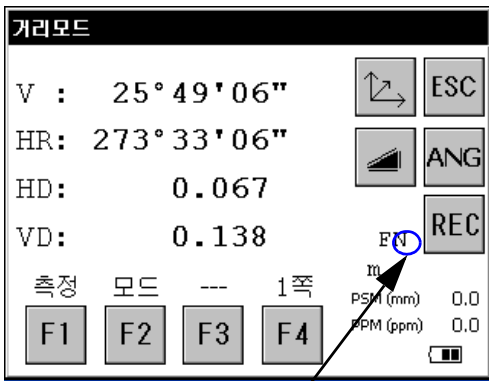 거리모드
V : 25°49'06"
HR: 273°33'06"
HD: 0.067
VD: 0.138
ESC
ANG
REC
FN
m
PSM (mm) 0.0
PPM (ppm) 0.0
측정 모드 --- 1쪽
F1 F2 F3 F4